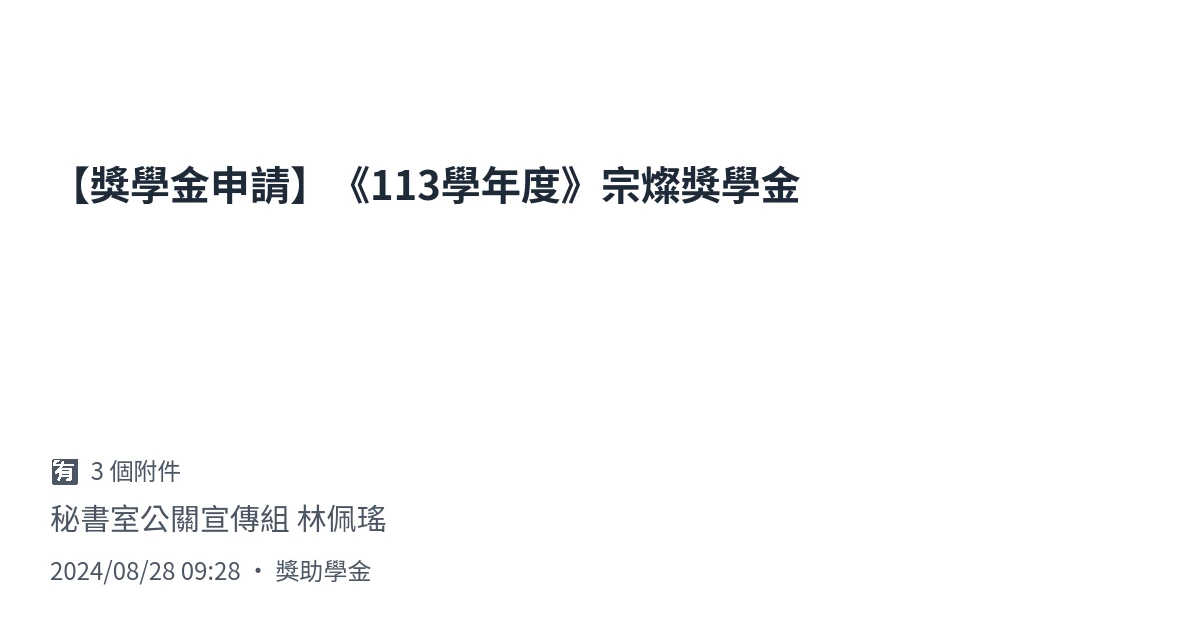 【獎學金申請】《113學年度》宗燦獎學金
有 3 個附件
秘書室公關宣傳組 林佩瑤
2024/08/28 09:28 ・ 獎助學金